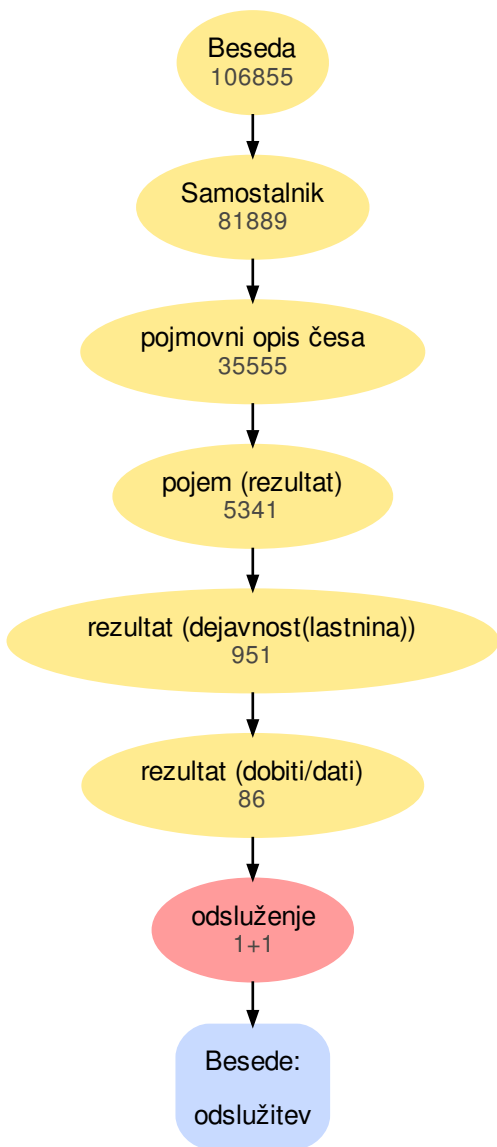 Beseda
106855
Samostalnik
81889
pojmovni opis česa
35555
pojem (rezultat)
5341
rezultat (dejavnost(lastnina))
951
rezultat (dobiti/dati)
86
odsluženje
1+1
Besede:
odslužitev